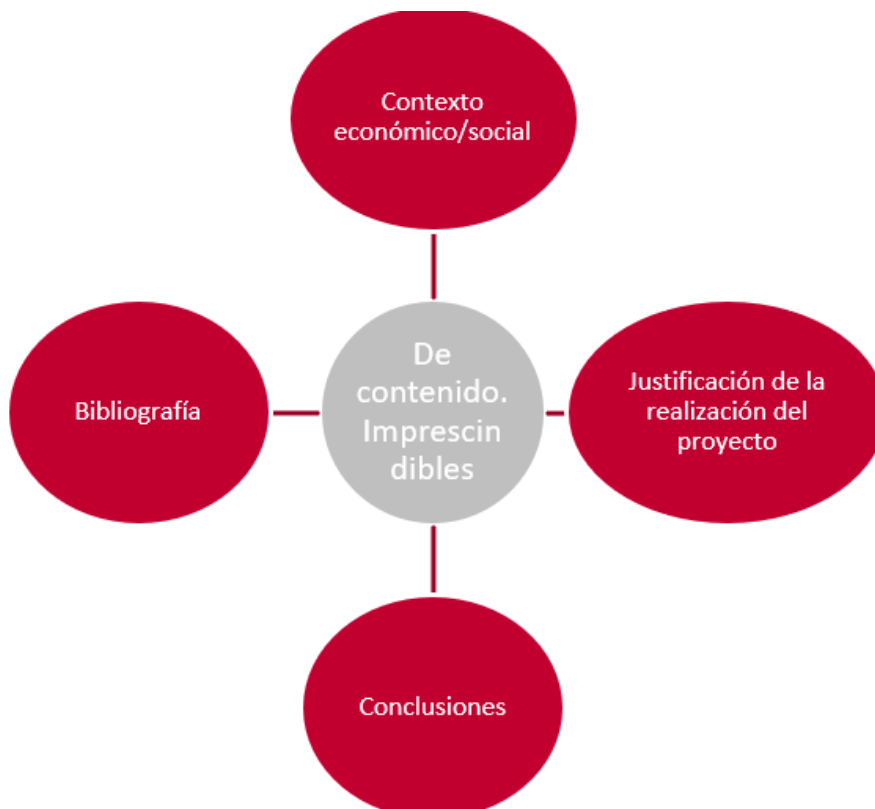 Contexto
económico/social
Bibliografía
De
contenido.
Imprescin
dibles
Justificación de la
realización del
proyecto
Conclusiones